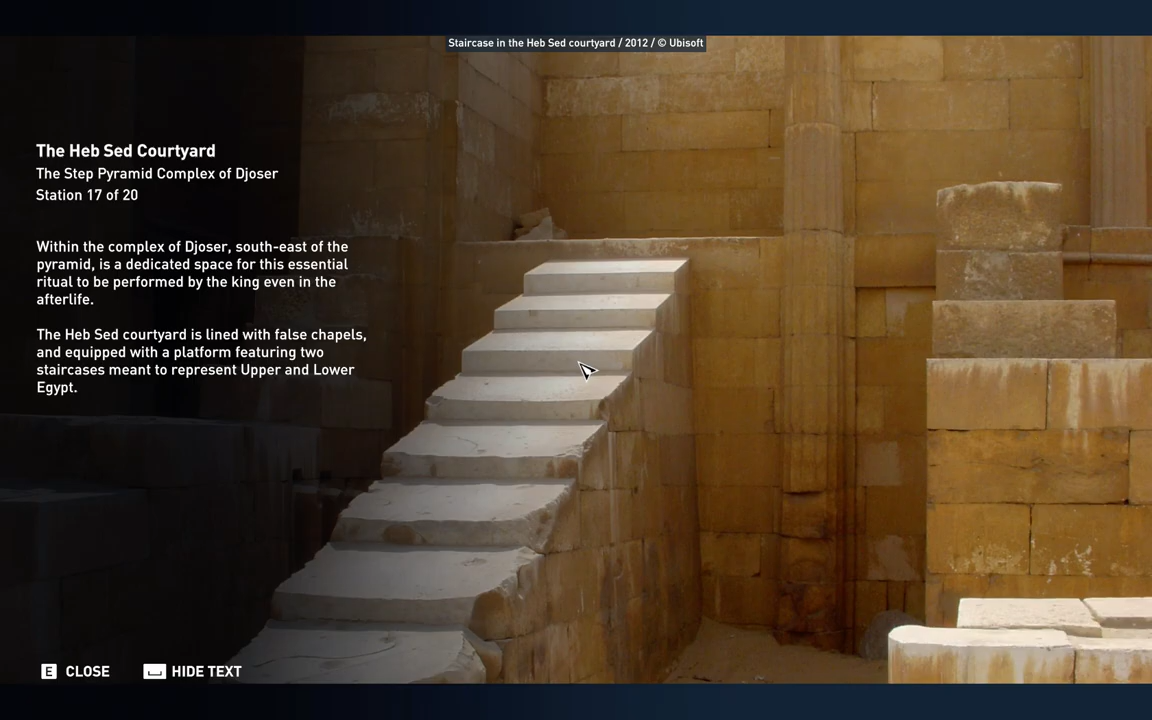 Staircase in the Heb Sed courtyard / 2012 / © Ubisoft
The Heb Sed Courtyard
The Step Pyramid Complex of Djoser
Station 17 of 20
Within the complex of Djoser, south-east of the
pyramid, is a dedicated space for this essential
ritual to be performed by the king even in the
afterlife.
The Heb Sed courtyard is lined with false chapels,
and equipped with a platform featuring two
staircases meant to represent Upper and Lower
Egypt.
E CLOSE
HIDE TEXT